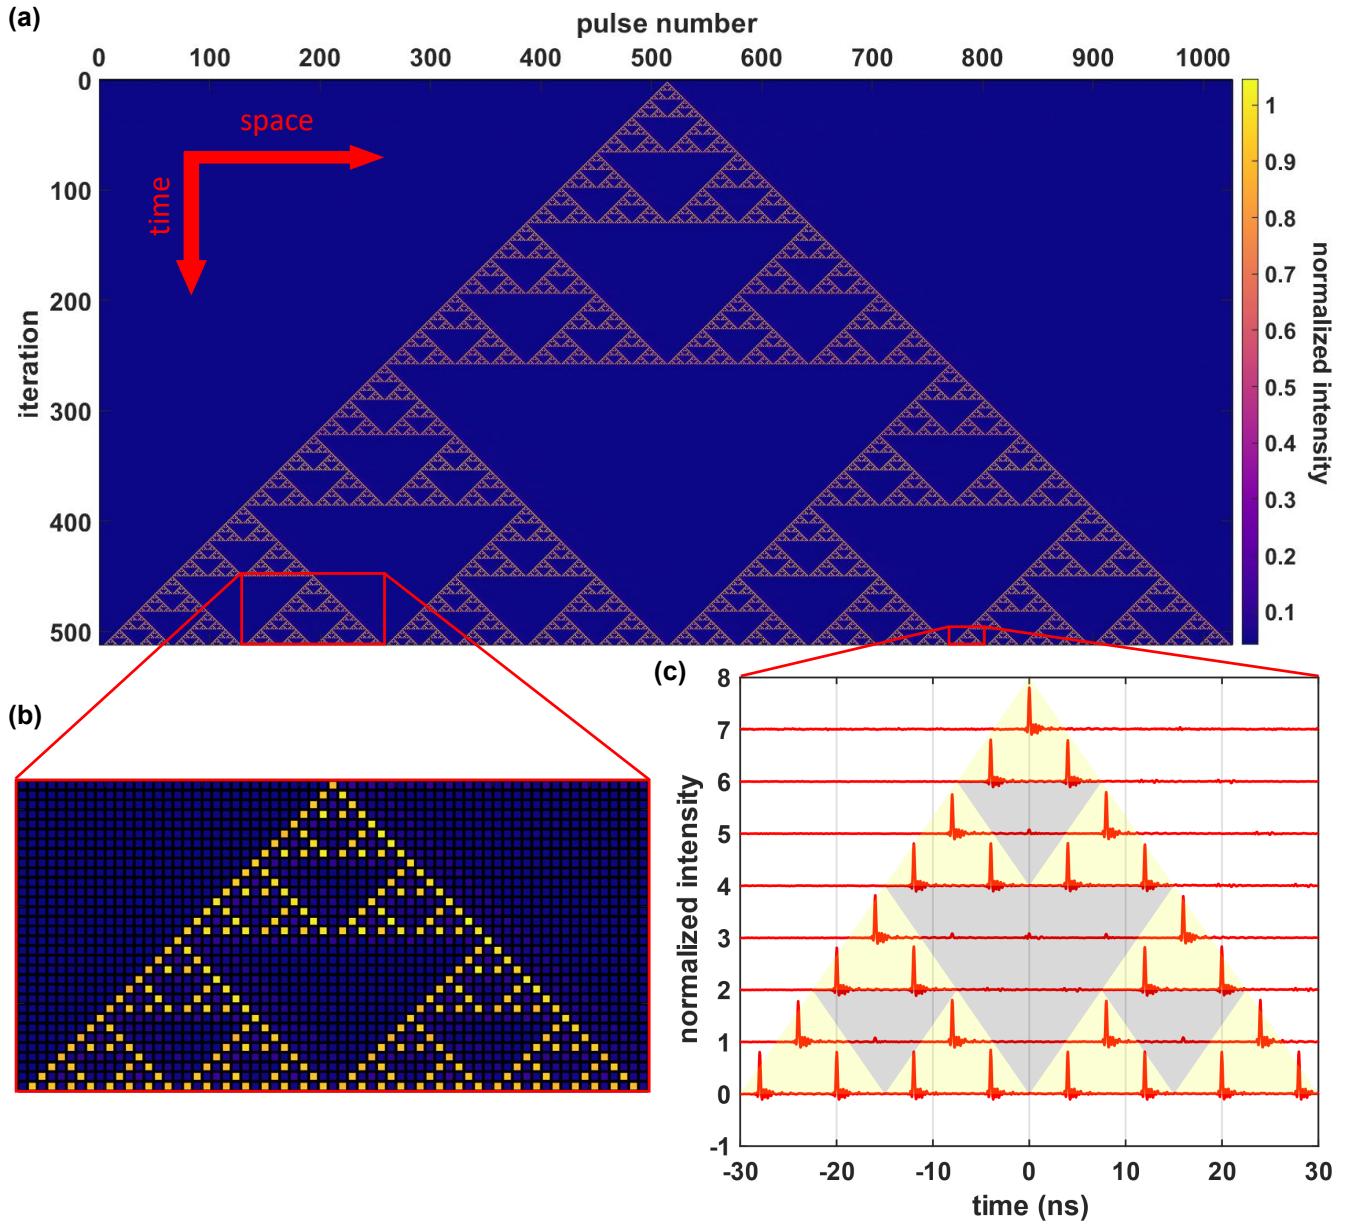 (a)
pulse number
0 100 200 300 400 500 600 700 800 900 1000
0
100
200
300
400
500
iteration
space
time
1
0.9
0.8
0.7
0.6
0.5
0.4
0.3
0.2
0.1
normalized intensity
(b)
(c)
8
7
6
5
4
3
2
1
0
-1
normalized intensity
-30 -20 -10 0 10 20 30
time (ns)